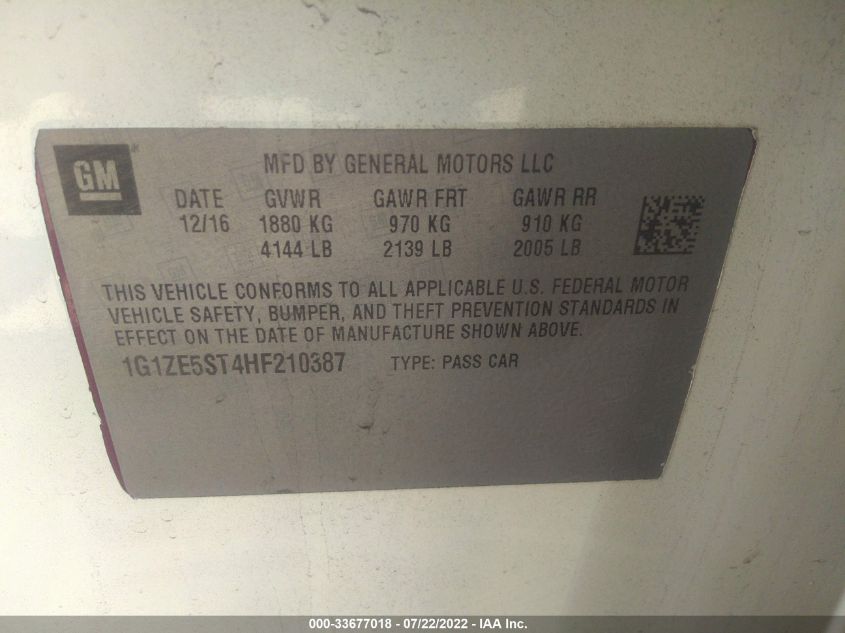 GM
MFD BY GENERAL MOTORS LLC
DATE GVWR GAWR FRT GAWR RR
12/16 1880 KG 970 KG 910 KG
4144 LB 2139 LB 2005 LB
THIS VEHICLE CONFORMS TO ALL APPLICABLE U.S. FEDERAL MOTOR
VEHICLE SAFETY, BUMPER, AND THEFT PREVENTION STANDARDS IN
EFFECT ON THE DATE OF MANUFACTURE SHOWN ABOVE.
1G1ZE5ST4HF210387 TYPE: PASS CAR
000-33677018 - 07/22/2022 - IAA Inc.